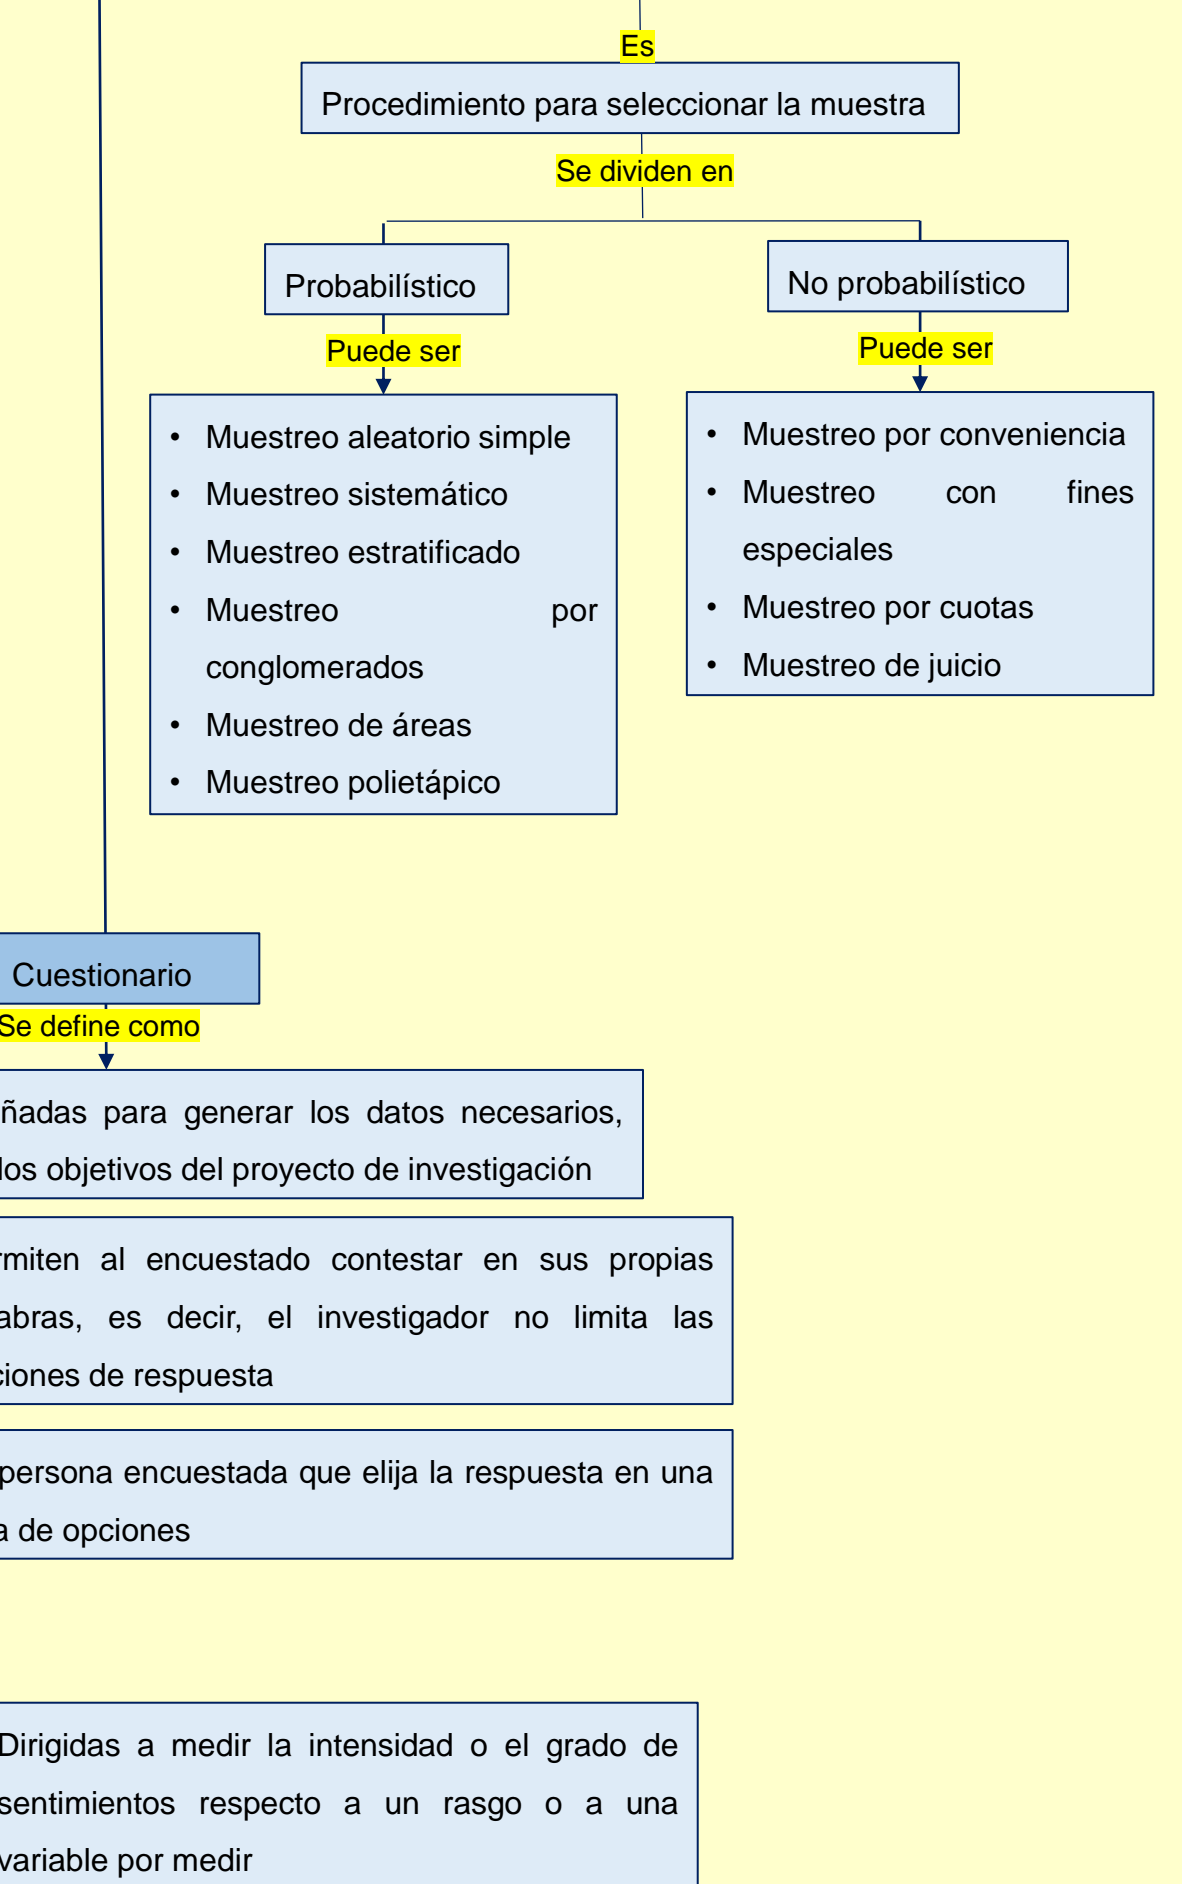 Es
Procedimiento para seleccionar la muestra
Se dividen en
Probabilístico
Puede ser
• Muestreo aleatorio simple
• Muestreo sistemático
• Muestreo estratificado
• Muestreo por
conglomerados
• Muestreo de áreas
• Muestreo polietápico
No probabilístico
Puede ser
• Muestreo por conveniencia
• Muestreo con fines
especiales
• Muestreo por cuotas
• Muestreo de juicio
Cuestionario
Se define como
ñadas para generar los datos necesarios,
los objetivos del proyecto de investigación
rmiten al encuestado contestar en sus propias
abras, es decir, el investigador no limita las
ciones de respuesta
persona encuestada que elija la respuesta en una
a de opciones
Dirigidas a medir la intensidad o el grado de
sentimientos respecto a un rasgo o a una
variable por medir